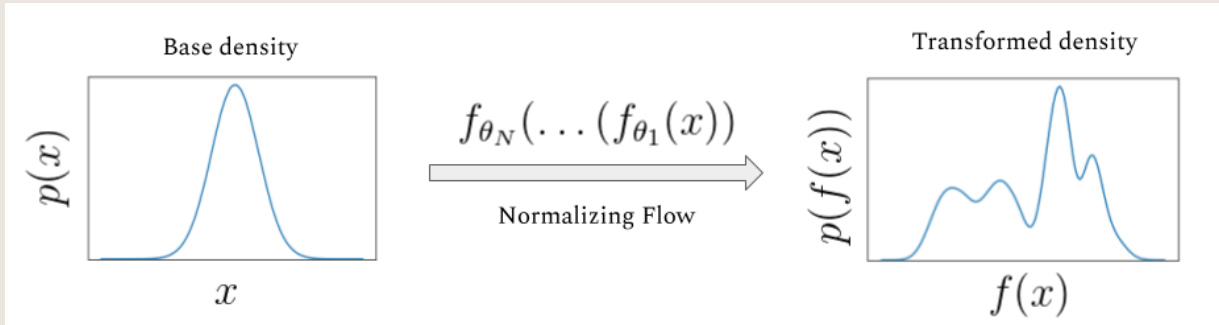 Base density
p(x)
x
f_{θ_N}(...(f_{θ_1}(x))
Normalizing Flow
Transformed density
p(f(x))
f(x)